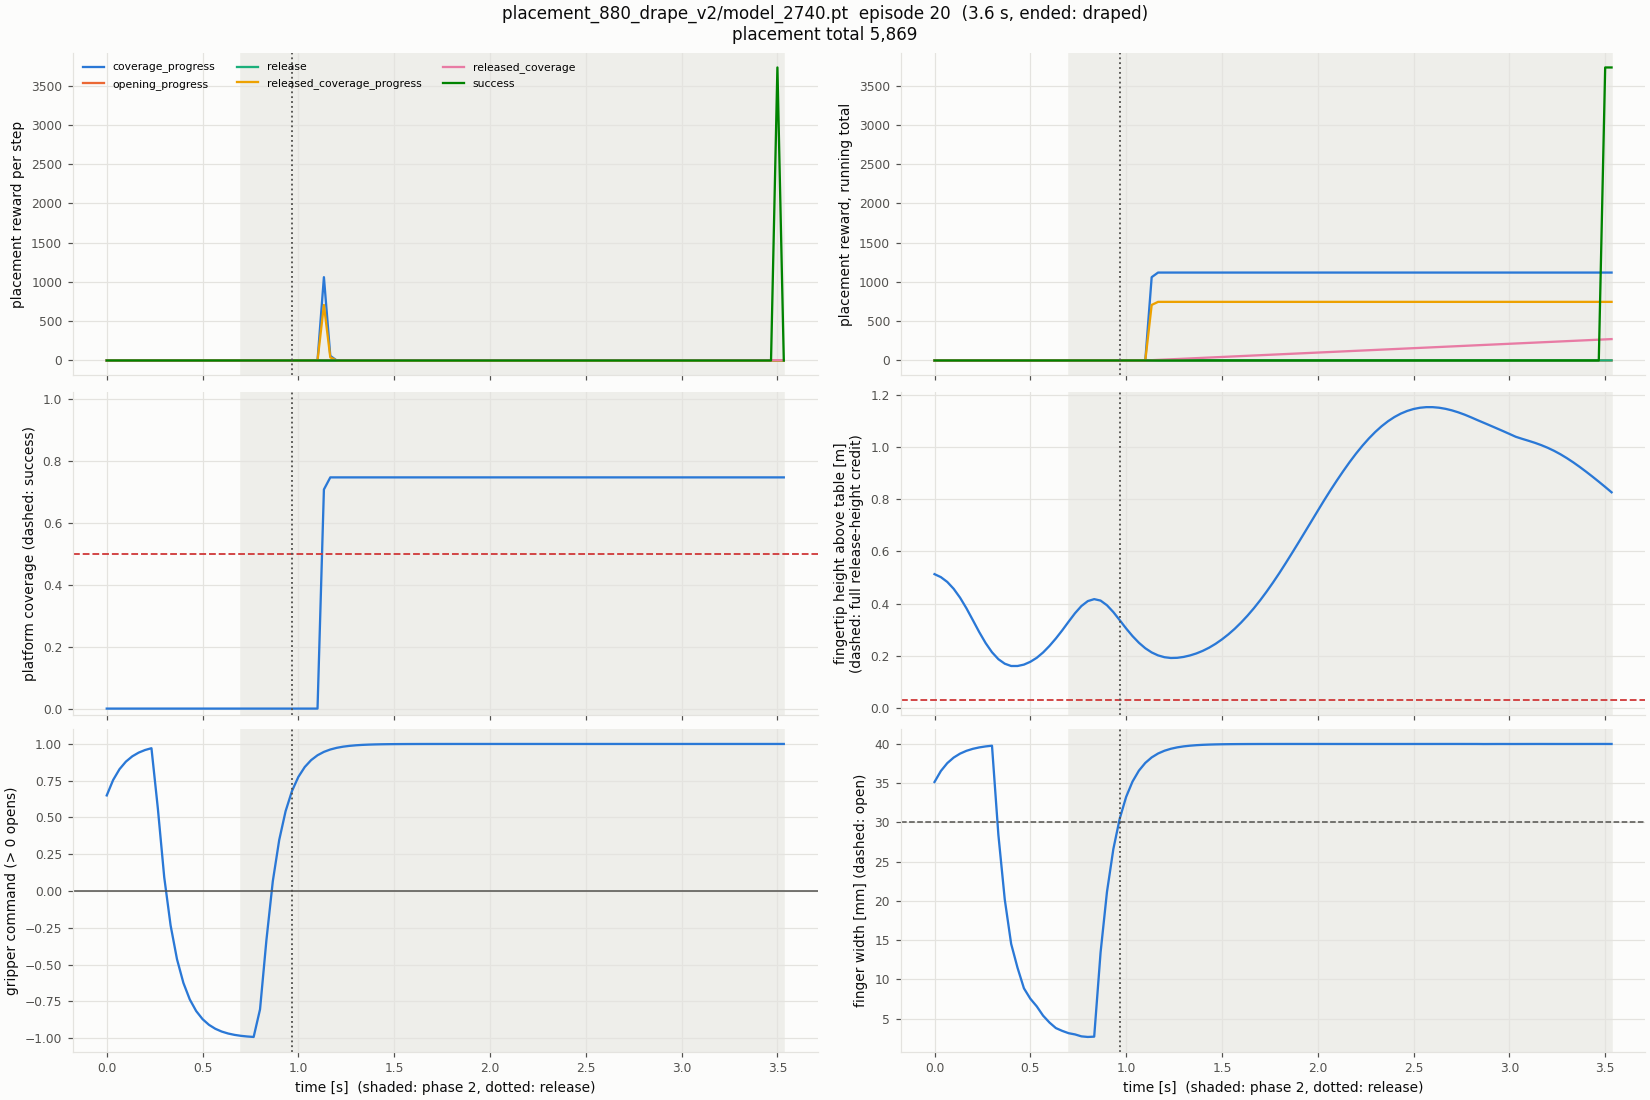 placement_880_drape_v2/model_2740.pt  episode 20  (3.6 s, ended: draped)
placement total 5,869
coverage_progress
opening_progress
release
released_coverage_progress
released_coverage
success
placement reward per step
3500
3000
2500
2000
1500
1000
500
0
placement reward, running total
3500
3000
2500
2000
1500
1000
500
0
platform coverage (dashed: success)
1.0
0.8
0.6
0.4
0.2
0.0
fingertip height above table [m]
(dashed: full release-height credit)
1.2
1.0
0.8
0.6
0.4
0.2
0.0
gripper command (> 0 opens)
1.00
0.75
0.50
0.25
0.00
−0.25
−0.50
−0.75
−1.00
0.0 0.5 1.0 1.5 2.0 2.5 3.0 3.5
time [s]  (shaded: phase 2, dotted: release)
finger width [mm] (dashed: open)
40
35
30
25
20
15
10
5
0.0 0.5 1.0 1.5 2.0 2.5 3.0 3.5
time [s]  (shaded: phase 2, dotted: release)